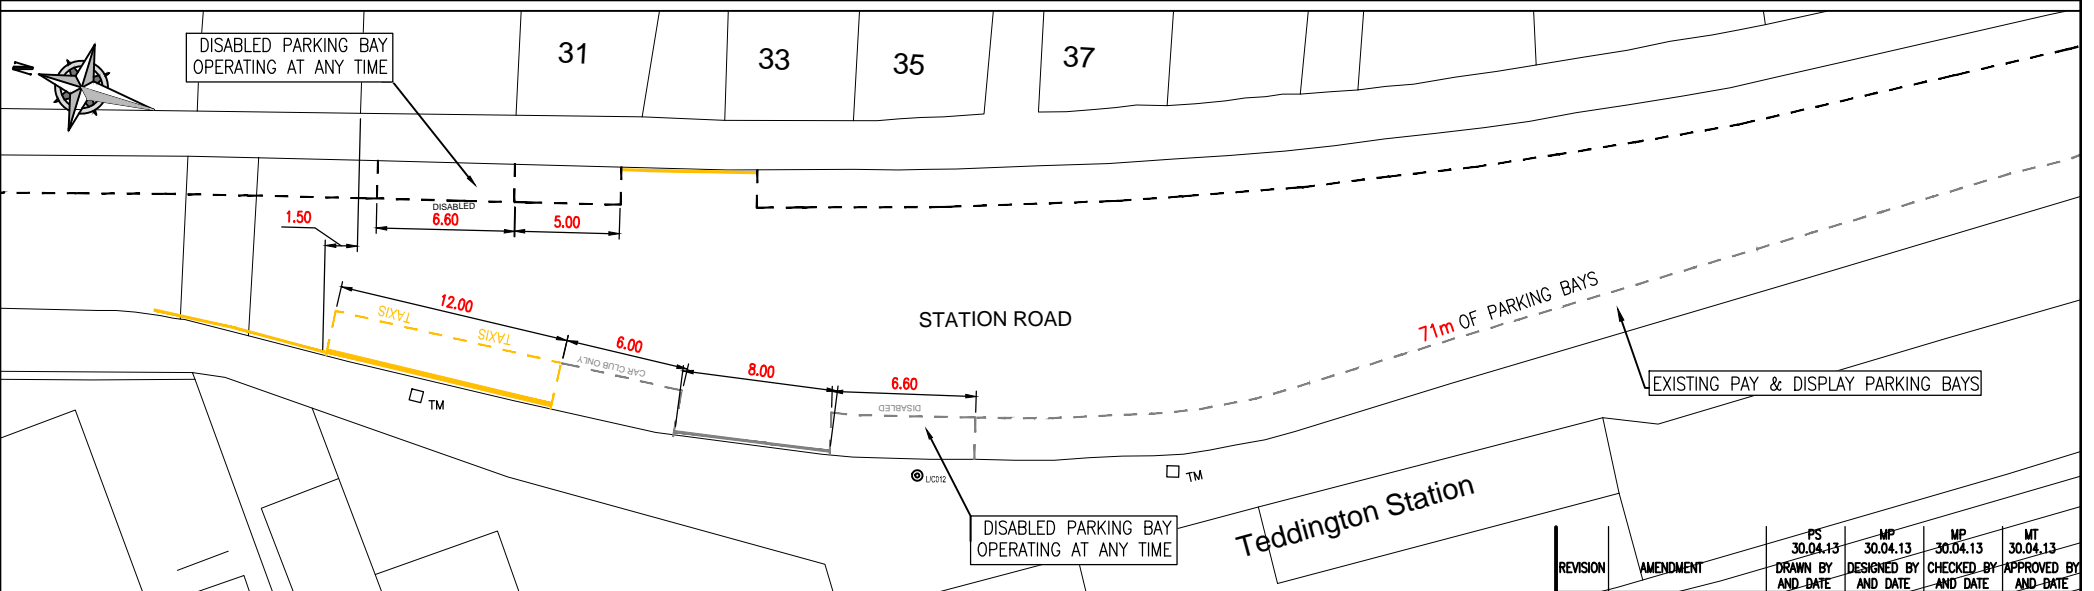 DISABLED PARKING BAY
OPERATING AT ANY TIME
31
33
35
37
N
DISABLED
1.50
6.60
5.00
12.00
TAXIS
TAXIS
6.00
CAR CLUB ONLY
8.00
6.60
DISABLED
STATION ROAD
71m OF PARKING BAYS
EXISTING PAY & DISPLAY PARKING BAYS
TM
L/C012
TM
DISABLED PARKING BAY
OPERATING AT ANY TIME
Teddington Station
REVISION
AMENDMENT
PS
30.04.13
DRAWN BY
AND DATE
MP
30.04.13
DESIGNED BY
AND DATE
MP
30.04.13
CHECKED BY
AND DATE
MT
30.04.13
APPROVED BY
AND DATE